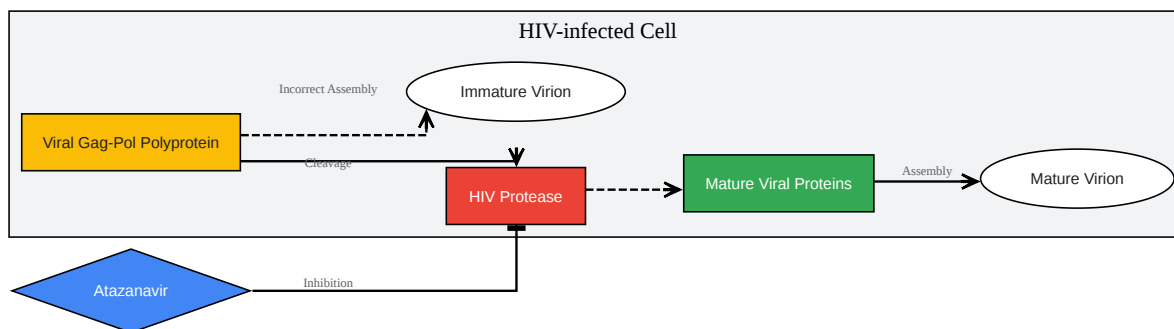 HIV-infected Cell
Incorrect Assembly
Immature Virion
Viral Gag-Pol Polyprotein
Cleavage
HIV Protease
Mature Viral Proteins
Assembly
Mature Virion
Atazanavir
Inhibition